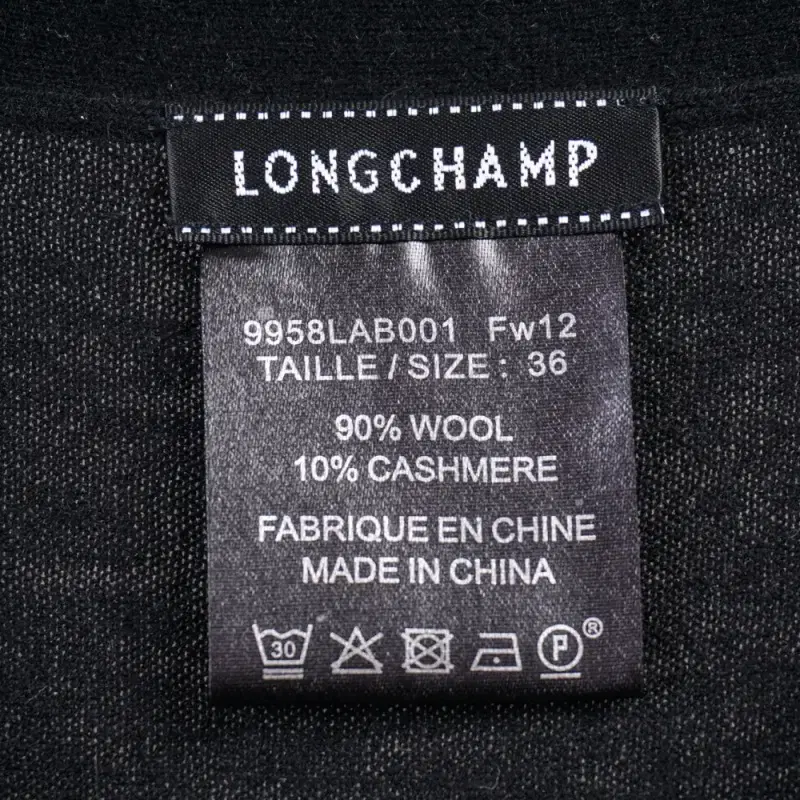 LONGCHAMP
9958LAB001 Fw12
TAILLE / SIZE : 36
90% WOOL
10% CASHMERE
FABRIQUE EN CHINE
MADE IN CHINA
30 P ®